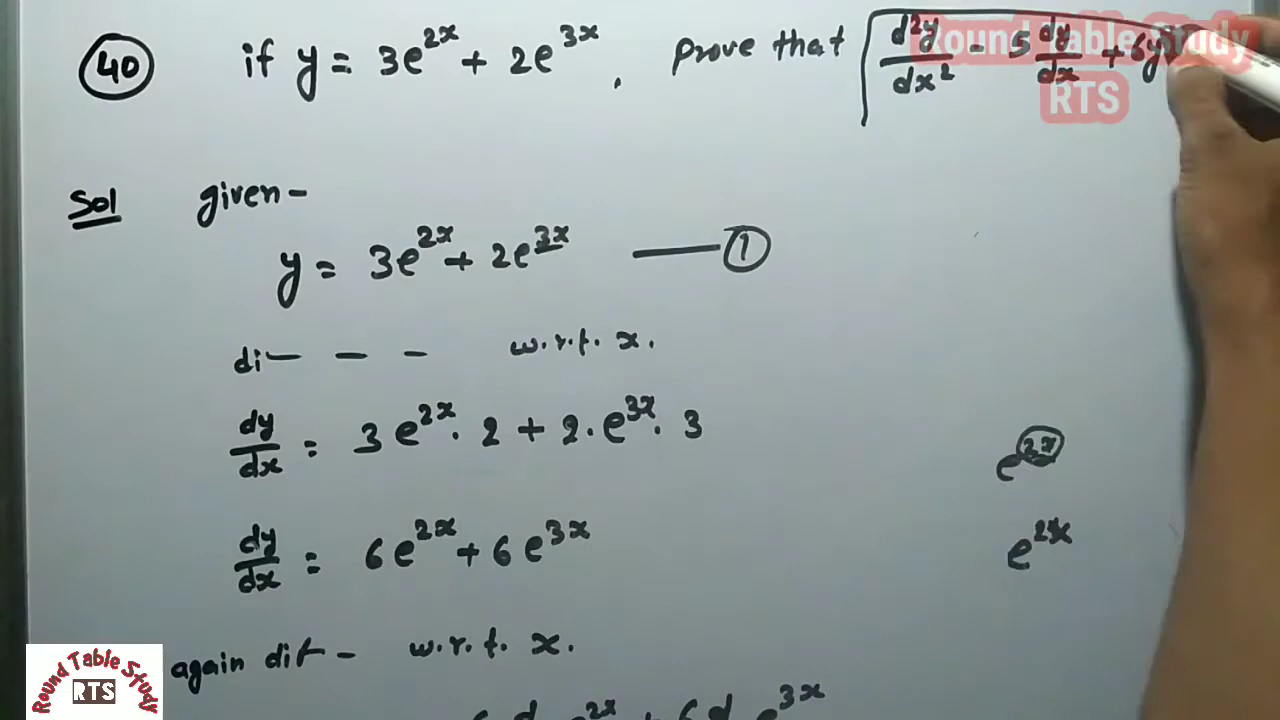 40 if y = 3e^{2x} + 2e^{3x}, prove that d²y/dx² - 5 dy/dx + 6y
Round Table Study
RTS
Sol given-
y = 3e^{2x} + 2e^{3x} —— 1
di— — – w.r.t. x.
dy/dx = 3e^{2x}. 2 + 2. e^{3x}. 3
e^{2x}
dy/dx = 6e^{2x} + 6e^{3x}
again dif- w.r.t. x.
e^{3x}
Round Table Study
RTS